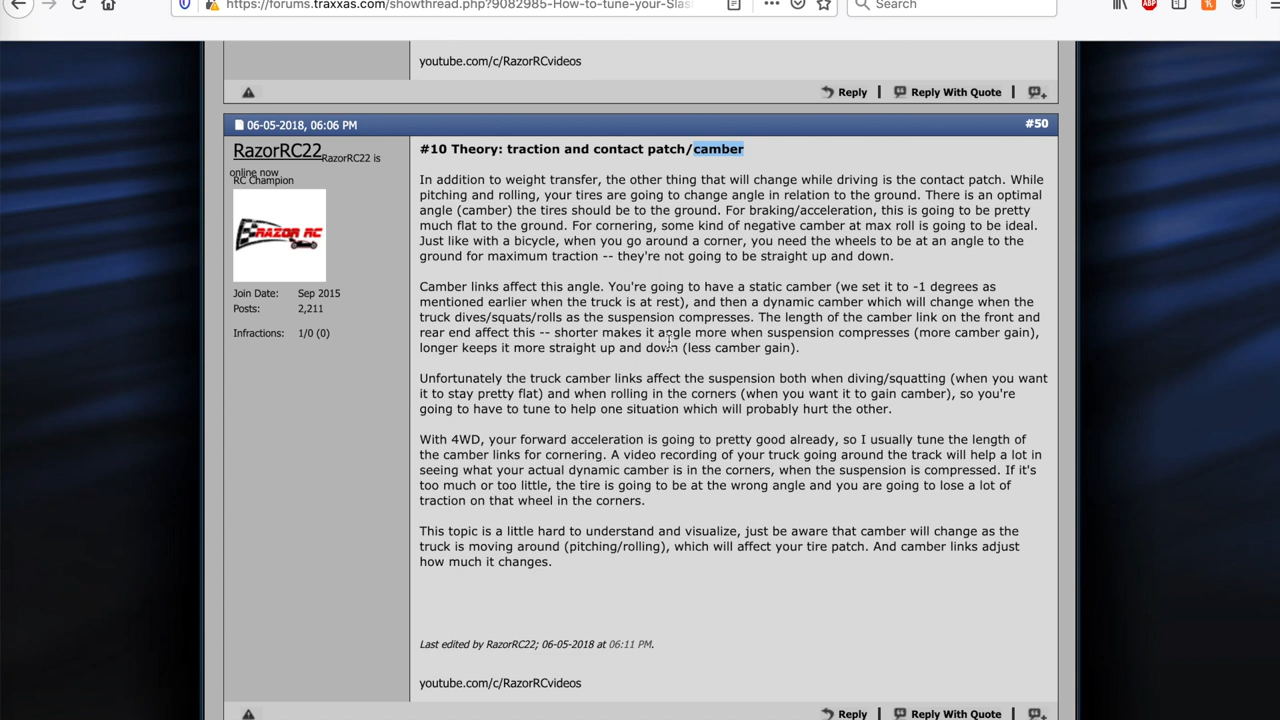 https://forums.traxxas.com/showthread.php?9082985-How-to-tune-your-Slas
Search
ABP
youtube.com/c/RazorRCvideos
Reply | Reply With Quote |
06-05-2018, 06:06 PM #50
RazorRC22 RazorRC22 is online now
RC Champion
RAZOR RC
Join Date: Sep 2015
Posts: 2,211
Infractions: 1/0 (0)
#10 Theory: traction and contact patch/camber
In addition to weight transfer, the other thing that will change while driving is the contact patch. While
pitching and rolling, your tires are going to change angle in relation to the ground. There is an optimal
angle (camber) the tires should be to the ground. For braking/acceleration, this is going to be pretty
much flat to the ground. For cornering, some kind of negative camber at max roll is going to be ideal.
Just like with a bicycle, when you go around a corner, you need the wheels to be at an angle to the
ground for maximum traction -- they're not going to be straight up and down.
Camber links affect this angle. You're going to have a static camber (we set it to -1 degrees as
mentioned earlier when the truck is at rest), and then a dynamic camber which will change when the
truck dives/squats/rolls as the suspension compresses. The length of the camber link on the front and
rear end affect this -- shorter makes it angle more when suspension compresses (more camber gain),
longer keeps it more straight up and down (less camber gain).
Unfortunately the truck camber links affect the suspension both when diving/squatting (when you want
it to stay pretty flat) and when rolling in the corners (when you want it to gain camber), so you're
going to have to tune to help one situation which will probably hurt the other.
With 4WD, your forward acceleration is going to pretty good already, so I usually tune the length of
the camber links for cornering. A video recording of your truck going around the track will help a lot in
seeing what your actual dynamic camber is in the corners, when the suspension is compressed. If it's
too much or too little, the tire is going to be at the wrong angle and you are going to lose a lot of
traction on that wheel in the corners.
This topic is a little hard to understand and visualize, just be aware that camber will change as the
truck is moving around (pitching/rolling), which will affect your tire patch. And camber links adjust
how much it changes.
Last edited by RazorRC22; 06-05-2018 at 06:11 PM.
youtube.com/c/RazorRCvideos
Reply | Reply With Quote |